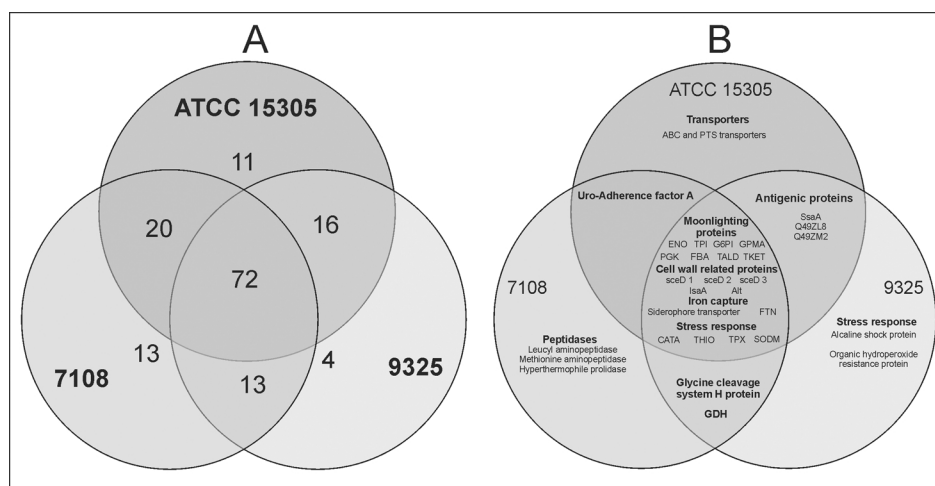 A
ATCC 15305
11
20
16
72
13
7108
13
4
9325
B
ATCC 15305
Transporters
ABC and PTS transporters
Uro-Adherence factor A
Antigenic proteins
SsaA
Q49ZL8
Q49ZM2
Moonlighting
proteins
ENO TPI G6PI GPMA
PGK FBA TALD TKET
Cell wall related proteins
sceD 1 sceD 2 sceD 3
IsaA Alt
Iron capture
Siderophore transporter FTN
Stress response
CATA THIO TPX SODM
7108
Peptidases
Leucyl aminopeptidase
Methionine aminopeptidase
Hyperthermophile prolidase
9325
Stress response
Alcaline shock protein
Organic hydroperoxide
resistance protein
Glycine cleavage
system H protein
GDH